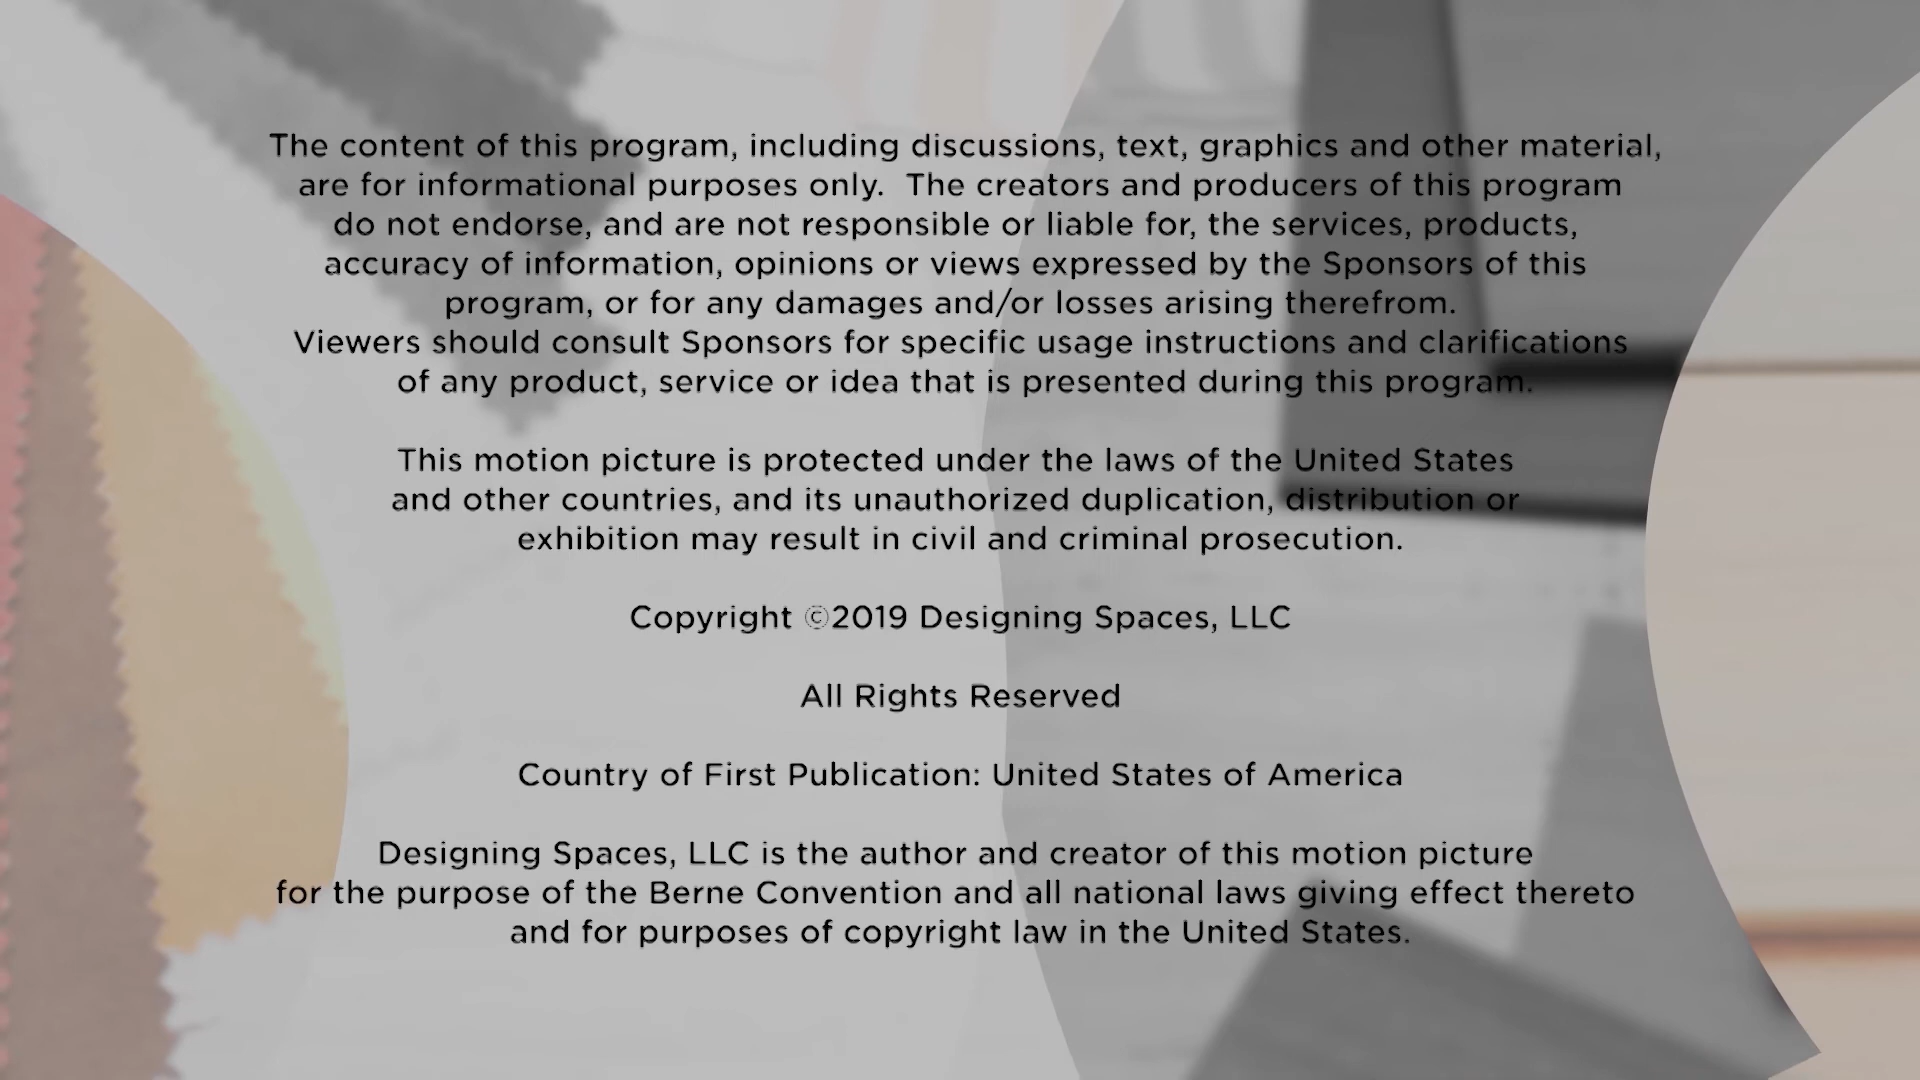 The content of this program, including discussions, text, graphics and other material,
are for informational purposes only.  The creators and producers of this program
do not endorse, and are not responsible or liable for, the services, products,
accuracy of information, opinions or views expressed by the Sponsors of this
program, or for any damages and/or losses arising therefrom.
Viewers should consult Sponsors for specific usage instructions and clarifications
of any product, service or idea that is presented during this program.
This motion picture is protected under the laws of the United States
and other countries, and its unauthorized duplication, distribution or
exhibition may result in civil and criminal prosecution.
Copyright ©2019 Designing Spaces, LLC
All Rights Reserved
Country of First Publication: United States of America
Designing Spaces, LLC is the author and creator of this motion picture
for the purpose of the Berne Convention and all national laws giving effect thereto
and for purposes of copyright law in the United States.